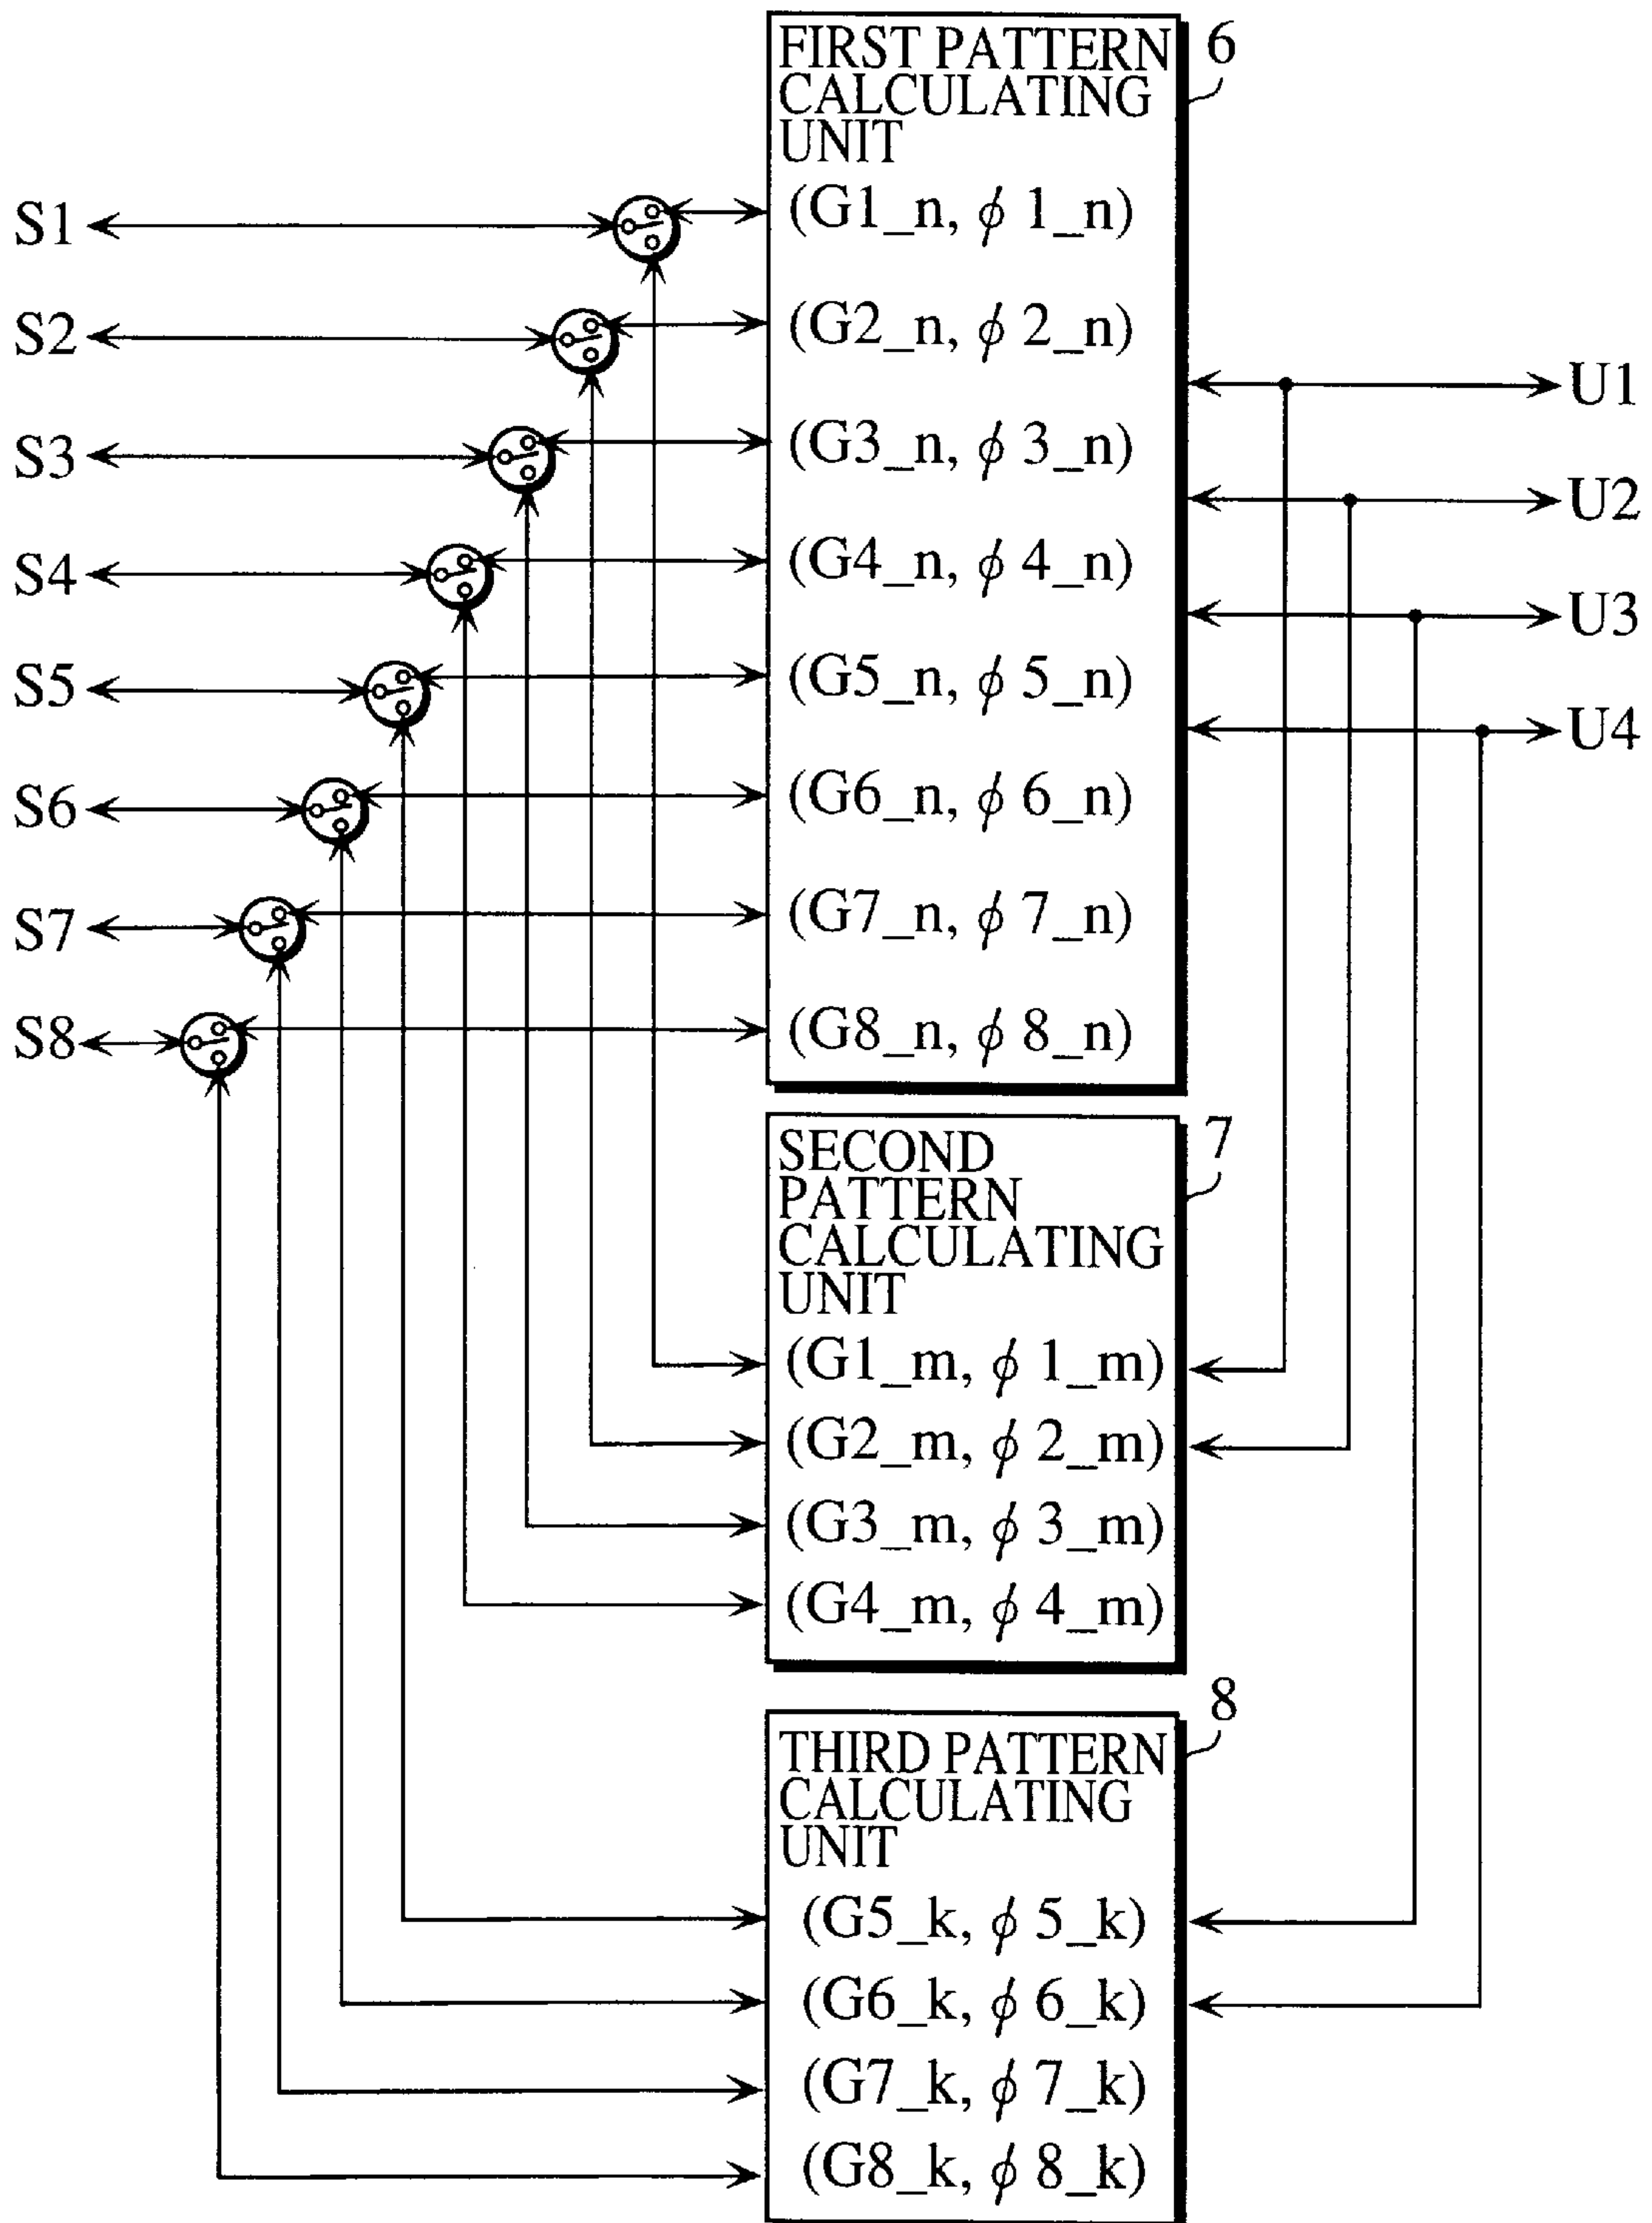 FIRST PATTERN
CALCULATING
UNIT
6
S1
(G1_n, ϕ 1_n)
S2
(G2_n, ϕ 2_n)
U1
S3
(G3_n, ϕ 3_n)
U2
S4
(G4_n, ϕ 4_n)
U3
S5
(G5_n, ϕ 5_n)
U4
S6
(G6_n, ϕ 6_n)
S7
(G7_n, ϕ 7_n)
S8
(G8_n, ϕ 8_n)
SECOND
PATTERN
CALCULATING
UNIT
7
(G1_m, ϕ 1_m)
(G2_m, ϕ 2_m)
(G3_m, ϕ 3_m)
(G4_m, ϕ 4_m)
THIRD PATTERN
CALCULATING
UNIT
8
(G5_k, ϕ 5_k)
(G6_k, ϕ 6_k)
(G7_k, ϕ 7_k)
(G8_k, ϕ 8_k)